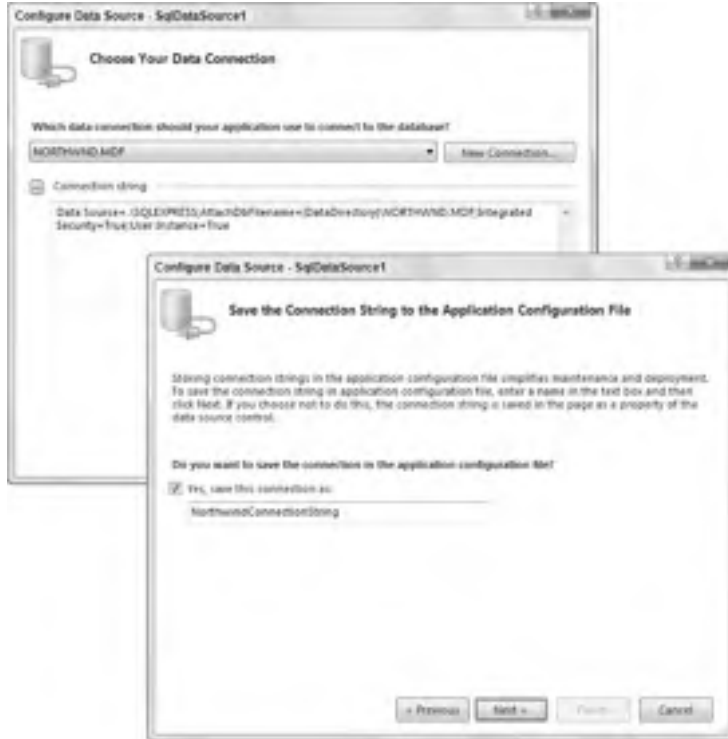 Configure Data Source - SqlDataSource1
Choose Your Data Connection
Which data connection should your application use to connect to the database?
NORTHWND.MDF
New Connection...
Connection string
Data Source=.\SQLEXPRESS;AttachDbFilename=|DataDirectory|\NORTHWND.MDF;Integrated
Security=True;User Instance=True
Configure Data Source - SqlDataSource1
Save the Connection String to the Application Configuration File
Storing connection strings in the application configuration file simplifies maintenance and deployment.
To save the connection string in application configuration file, enter a name in the text box and then
click Next. If you choose not to do this, the connection string is saved in the page as a property of the
data source control.
Do you want to save the connection in the application configuration file?
Yes, save this connection as:
NorthwindConnectionString
< Previous
Next >
Finish
Cancel